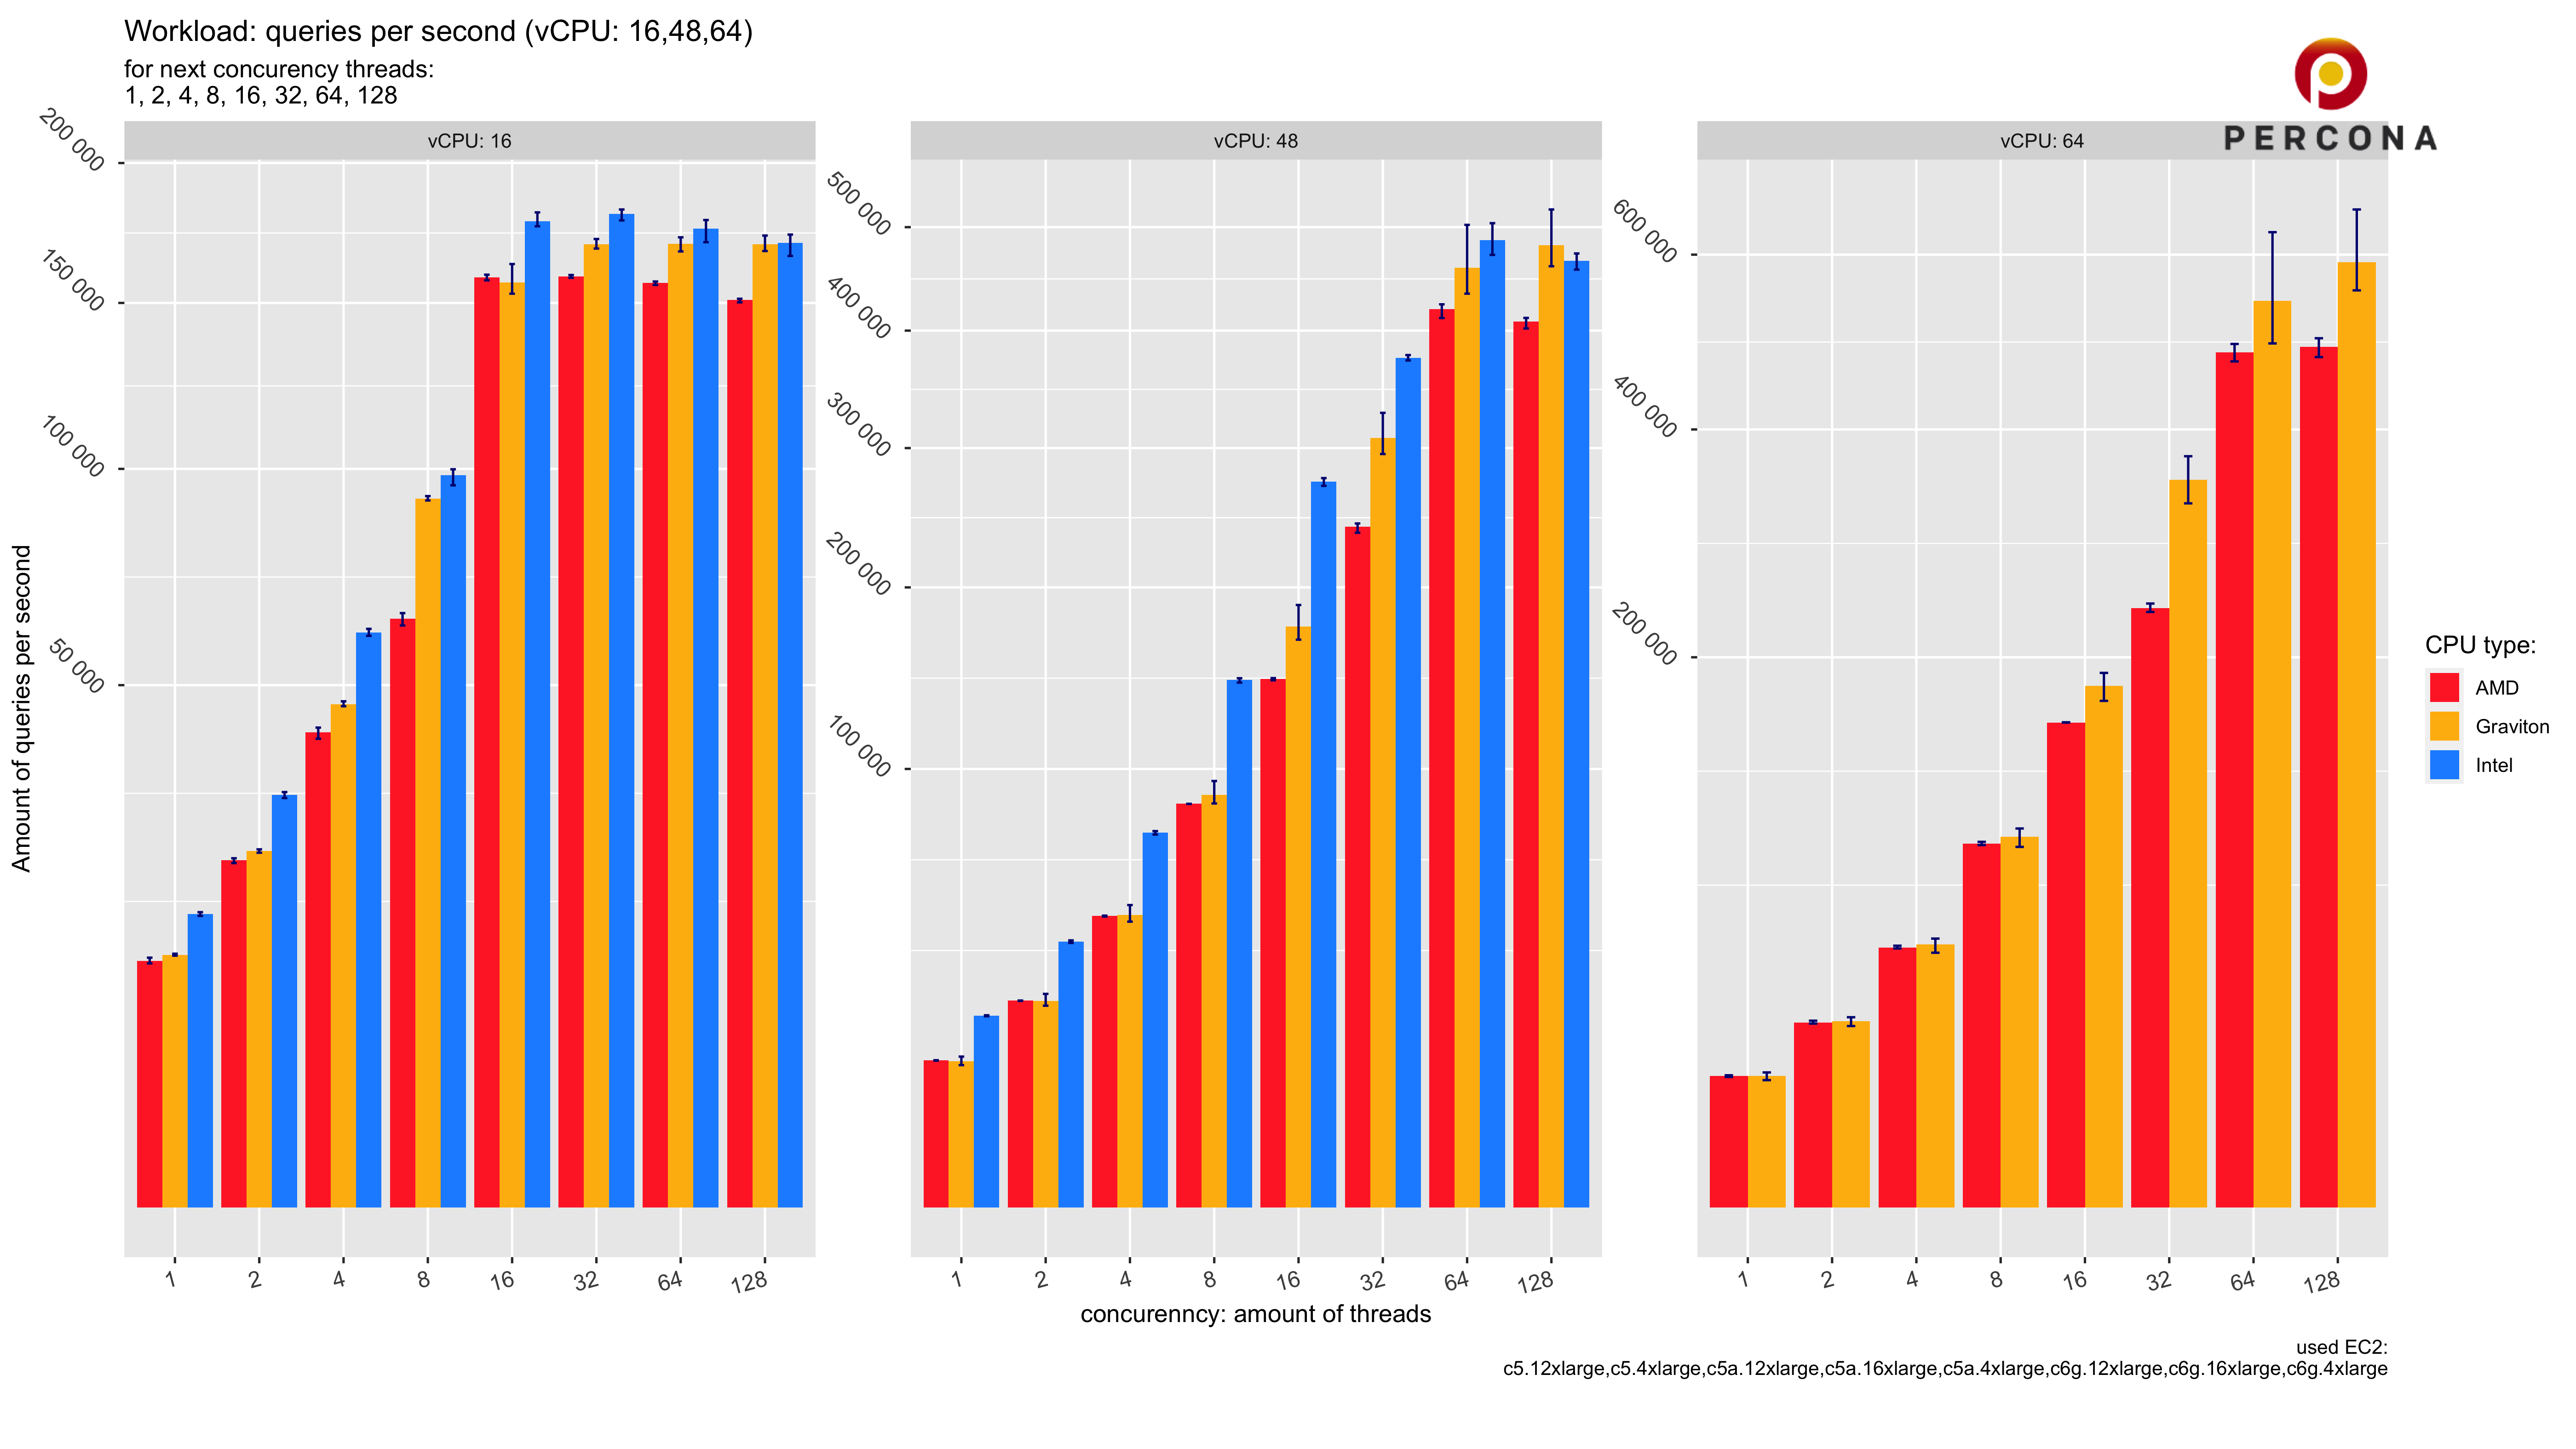 Workload: queries per second (vCPU: 16,48,64)
for next concurency threads:
1, 2, 4, 8, 16, 32, 64, 128
PERCONA
vCPU: 16
vCPU: 48
vCPU: 64
Amount of queries per second
200 000
150 000
100 000
50 000
500 000
400 000
300 000
200 000
100 000
600 000
400 000
200 000
1 2 4 8 16 32 64 128
1 2 4 8 16 32 64 128
1 2 4 8 16 32 64 128
concurenncy: amount of threads
CPU type:
AMD
Graviton
Intel
used EC2:
c5.12xlarge,c5.4xlarge,c5a.12xlarge,c5a.16xlarge,c5a.4xlarge,c6g.12xlarge,c6g.16xlarge,c6g.4xlarge